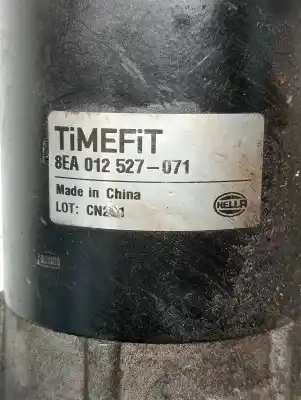 TiMEFiT
8EA 012 527-071
Made in China
LOT:
HELLA